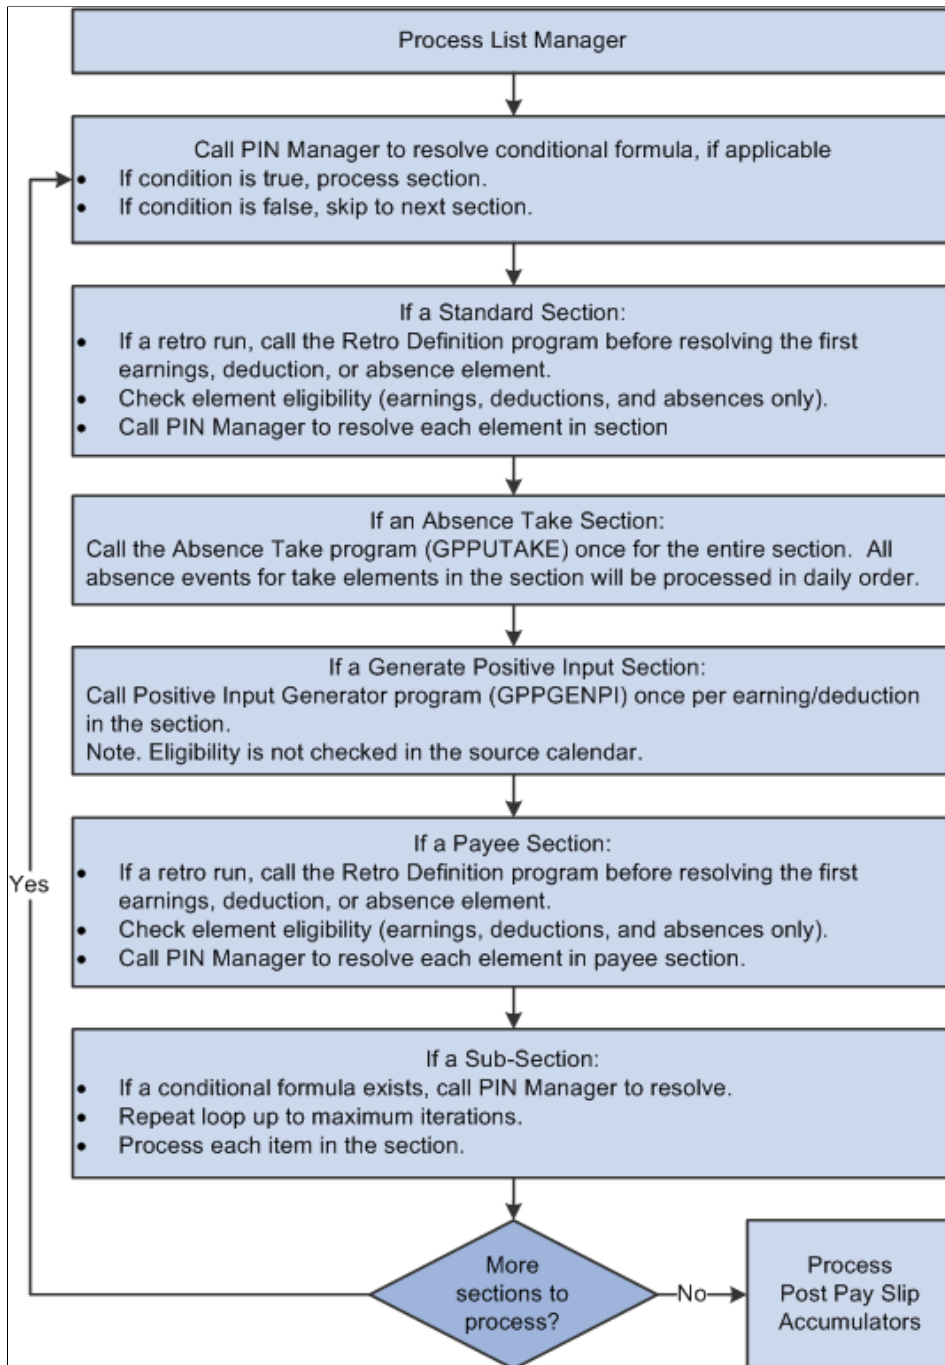 Process List Manager
Call PIN Manager to resolve conditional formula, if applicable
• If condition is true, process section.
• If condition is false, skip to next section.
If a Standard Section:
• If a retro run, call the Retro Definition program before resolving the first
earnings, deduction, or absence element.
• Check element eligibility (earnings, deductions, and absences only).
• Call PIN Manager to resolve each element in section
If an Absence Take Section:
Call the Absence Take program (GPPUTAKE) once for the entire section. All
absence events for take elements in the section will be processed in daily order.
If a Generate Positive Input Section:
Call Positive Input Generator program (GPPGENPI) once per earning/deduction
in the section.
Note. Eligibility is not checked in the source calendar.
If a Payee Section:
• If a retro run, call the Retro Definition program before resolving the first
earnings, deduction, or absence element.
• Check element eligibility (earnings, deductions, and absences only).
• Call PIN Manager to resolve each element in payee section.
Yes
If a Sub-Section:
• If a conditional formula exists, call PIN Manager to resolve.
• Repeat loop up to maximum iterations.
• Process each item in the section.
More
sections to
process?
No
Process
Post Pay Slip
Accumulators